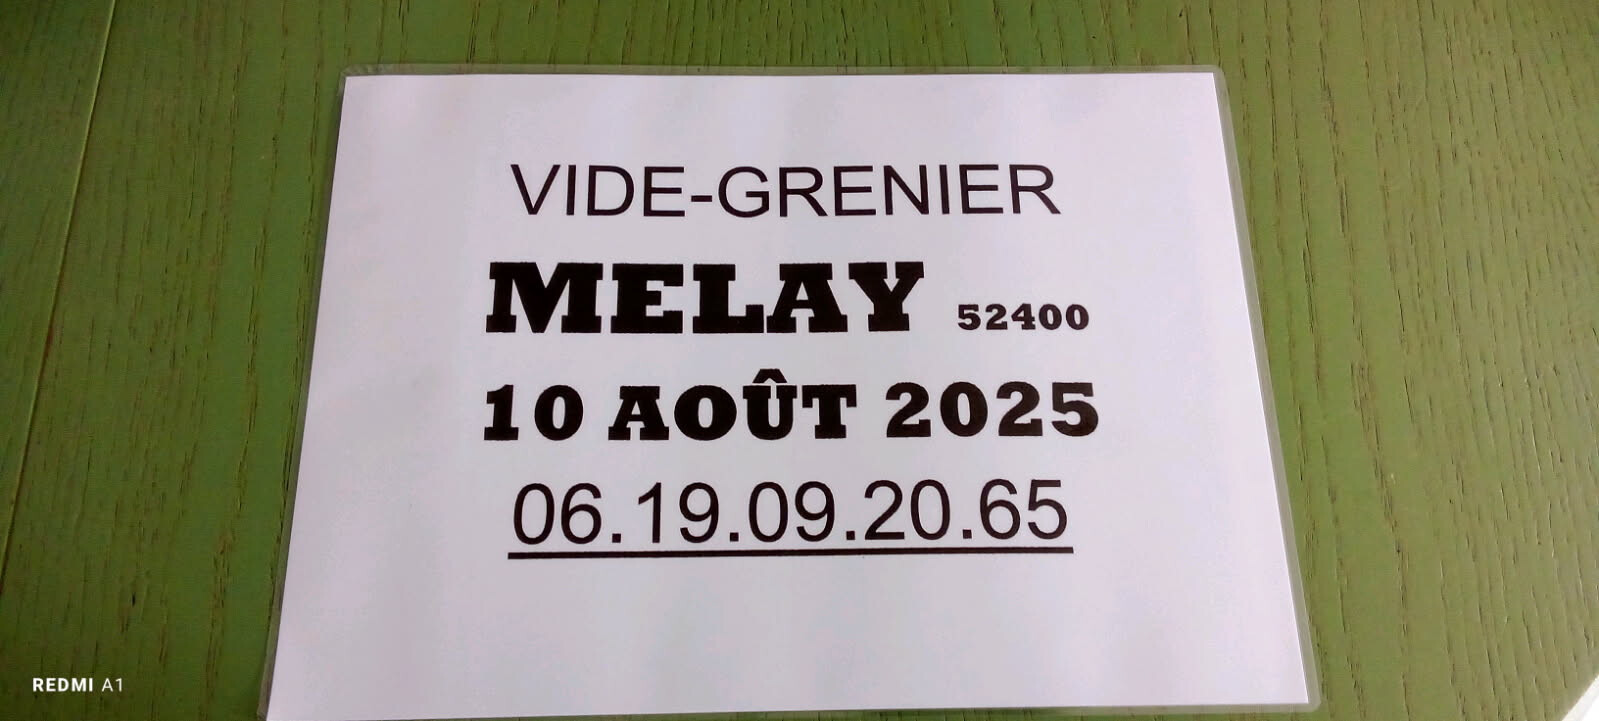 VIDE-GRENIER
MELAY 52400
10 AOÛT 2025
06.19.09.20.65
REDMI A1